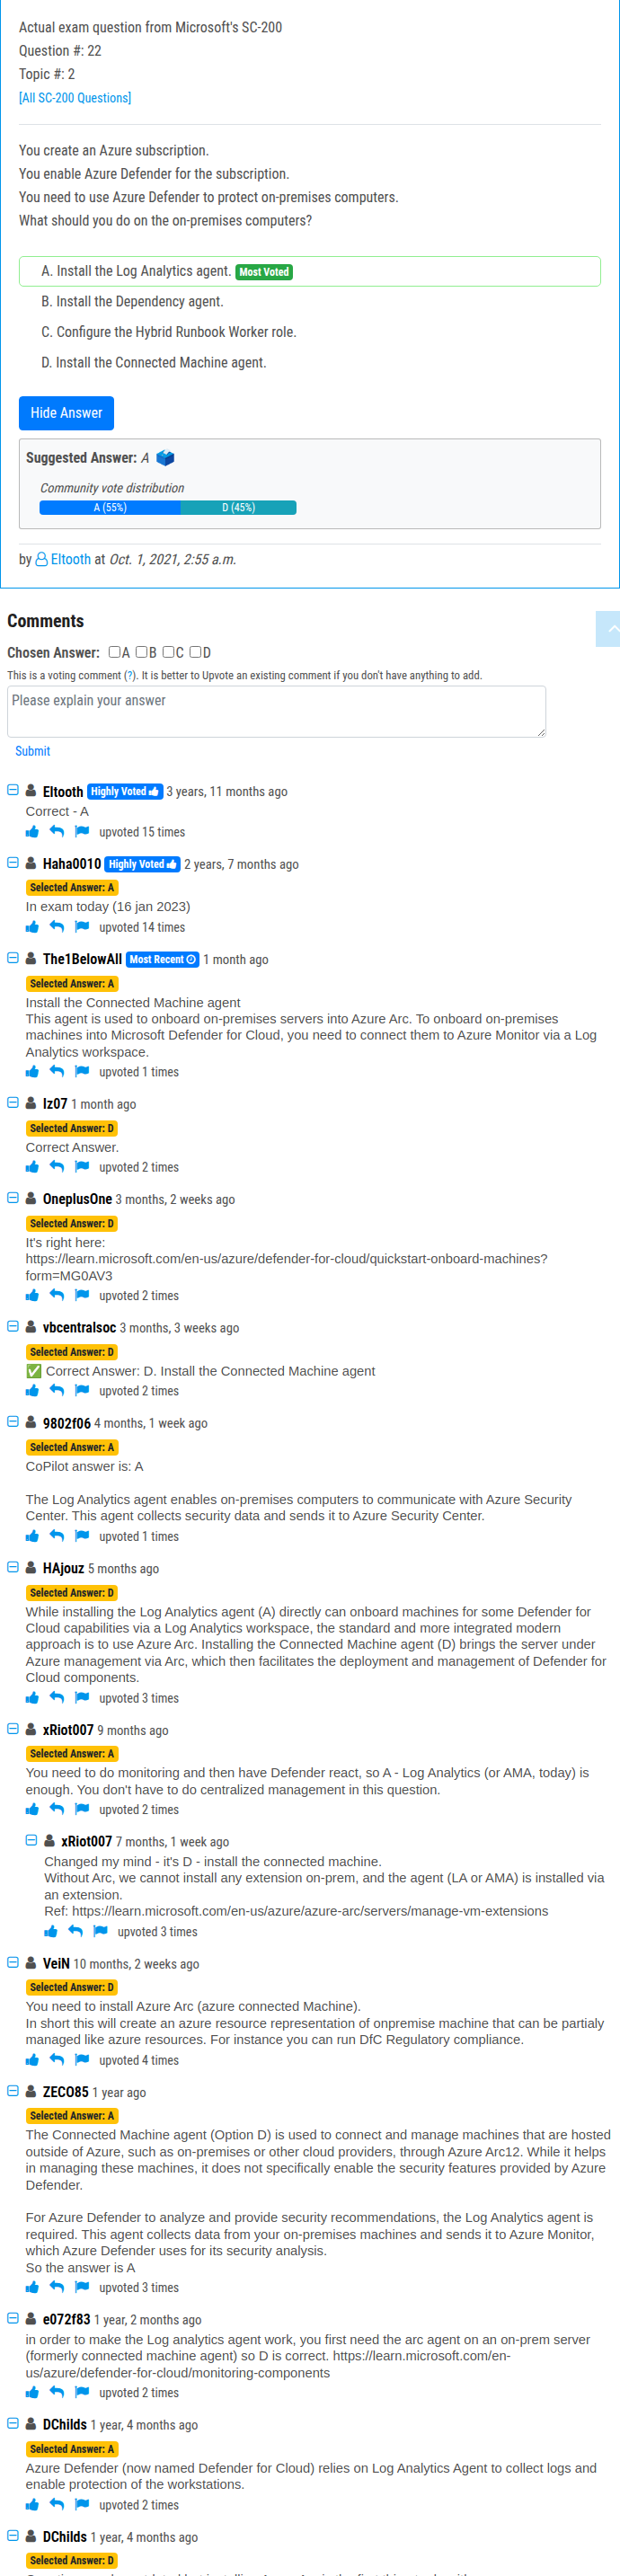 Actual exam question from Microsoft's SC-200
Question #: 22
Topic #: 2
[All SC-200 Questions]
You create an Azure subscription.
You enable Azure Defender for the subscription.
You need to use Azure Defender to protect on-premises computers.
What should you do on the on-premises computers?
A. Install the Log Analytics agent. Most Voted
B. Install the Dependency agent.
C. Configure the Hybrid Runbook Worker role.
D. Install the Connected Machine agent.
Hide Answer
Suggested Answer: A
Community vote distribution
A (55%) D (45%)
by Eltooth at Oct. 1, 2021, 2:55 a.m.
Comments
Chosen Answer: A B C D
This is a voting comment (?). It is better to Upvote an existing comment if you don't have anything to add.
Please explain your answer
Submit
Eltooth Highly Voted 3 years, 11 months ago
Correct - A
upvoted 15 times
Haha0010 Highly Voted 2 years, 7 months ago
Selected Answer: A
In exam today (16 jan 2023)
upvoted 14 times
The1BelowAll Most Recent 1 month ago
Selected Answer: A
Install the Connected Machine agent
This agent is used to onboard on-premises servers into Azure Arc. To onboard on-premises
machines into Microsoft Defender for Cloud, you need to connect them to Azure Monitor via a Log
Analytics workspace.
upvoted 1 times
Iz07 1 month ago
Selected Answer: D
Correct Answer.
upvoted 2 times
OneplusOne 3 months, 2 weeks ago
Selected Answer: D
It's right here:
https://learn.microsoft.com/en-us/azure/defender-for-cloud/quickstart-onboard-machines?
form=MG0AV3
upvoted 2 times
vbcentralsoc 3 months, 3 weeks ago
Selected Answer: D
✅ Correct Answer: D. Install the Connected Machine agent
upvoted 2 times
9802f06 4 months, 1 week ago
Selected Answer: A
CoPilot answer is: A
The Log Analytics agent enables on-premises computers to communicate with Azure Security
Center. This agent collects security data and sends it to Azure Security Center.
upvoted 1 times
HAjouz 5 months ago
Selected Answer: D
While installing the Log Analytics agent (A) directly can onboard machines for some Defender for
Cloud capabilities via a Log Analytics workspace, the standard and more integrated modern
approach is to use Azure Arc. Installing the Connected Machine agent (D) brings the server under
Azure management via Arc, which then facilitates the deployment and management of Defender for
Cloud components.
upvoted 3 times
xRiot007 9 months ago
Selected Answer: A
You need to do monitoring and then have Defender react, so A - Log Analytics (or AMA, today) is
enough. You don't have to do centralized management in this question.
upvoted 2 times
xRiot007 7 months, 1 week ago
Changed my mind - it's D - install the connected machine.
Without Arc, we cannot install any extension on-prem, and the agent (LA or AMA) is installed via
an extension.
Ref: https://learn.microsoft.com/en-us/azure/azure-arc/servers/manage-vm-extensions
upvoted 3 times
VeiN 10 months, 2 weeks ago
Selected Answer: D
You need to install Azure Arc (azure connected Machine).
In short this will create an azure resource representation of onpremise machine that can be partialy
managed like azure resources. For instance you can run DfC Regulatory compliance.
upvoted 4 times
ZECO85 1 year ago
Selected Answer: A
The Connected Machine agent (Option D) is used to connect and manage machines that are hosted
outside of Azure, such as on-premises or other cloud providers, through Azure Arc12. While it helps
in managing these machines, it does not specifically enable the security features provided by Azure
Defender.
For Azure Defender to analyze and provide security recommendations, the Log Analytics agent is
required. This agent collects data from your on-premises machines and sends it to Azure Monitor,
which Azure Defender uses for its security analysis.
So the answer is A
upvoted 3 times
e072f83 1 year, 2 months ago
in order to make the Log analytics agent work, you first need the arc agent on an on-prem server
(formerly connected machine agent) so D is correct. https://learn.microsoft.com/en-
us/azure/defender-for-cloud/monitoring-components
upvoted 2 times
DChilds 1 year, 4 months ago
Selected Answer: A
Azure Defender (now named Defender for Cloud) relies on Log Analytics Agent to collect logs and
enable protection of the workstations.
upvoted 2 times
DChilds 1 year, 4 months ago
Selected Answer: D